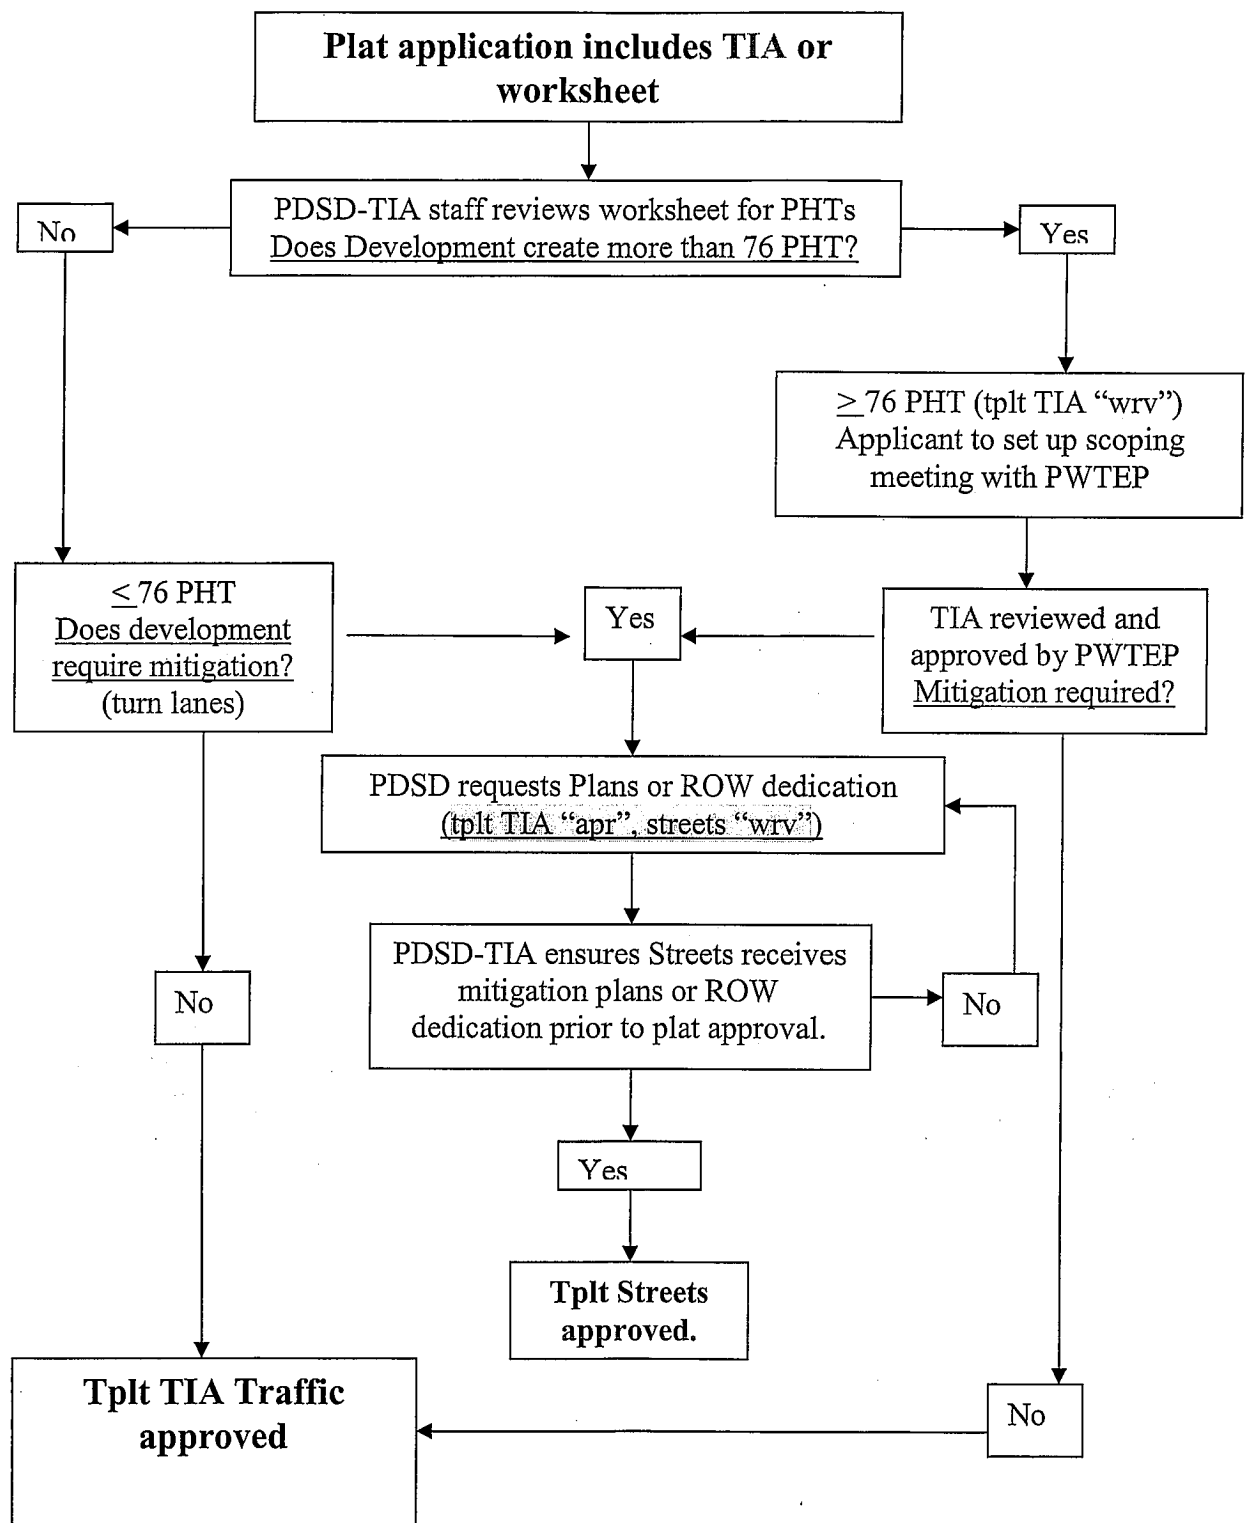 Plat application includes TIA or
worksheet
PDSD-TIA staff reviews worksheet for PHTs
Does Development create more than 76 PHT?
No
Yes
≥ 76 PHT (tplt TIA “wrv”)
Applicant to set up scoping
meeting with PWTEP
≤ 76 PHT
Does development
require mitigation?
(turn lanes)
Yes
TIA reviewed and
approved by PWTEP
Mitigation required?
PDSD requests Plans or ROW dedication
(tplt TIA “apr”, streets “wrv”)
PDSD-TIA ensures Streets receives
mitigation plans or ROW
dedication prior to plat approval.
No
No
Yes
Tplt Streets
approved.
Tplt TIA Traffic
approved
No